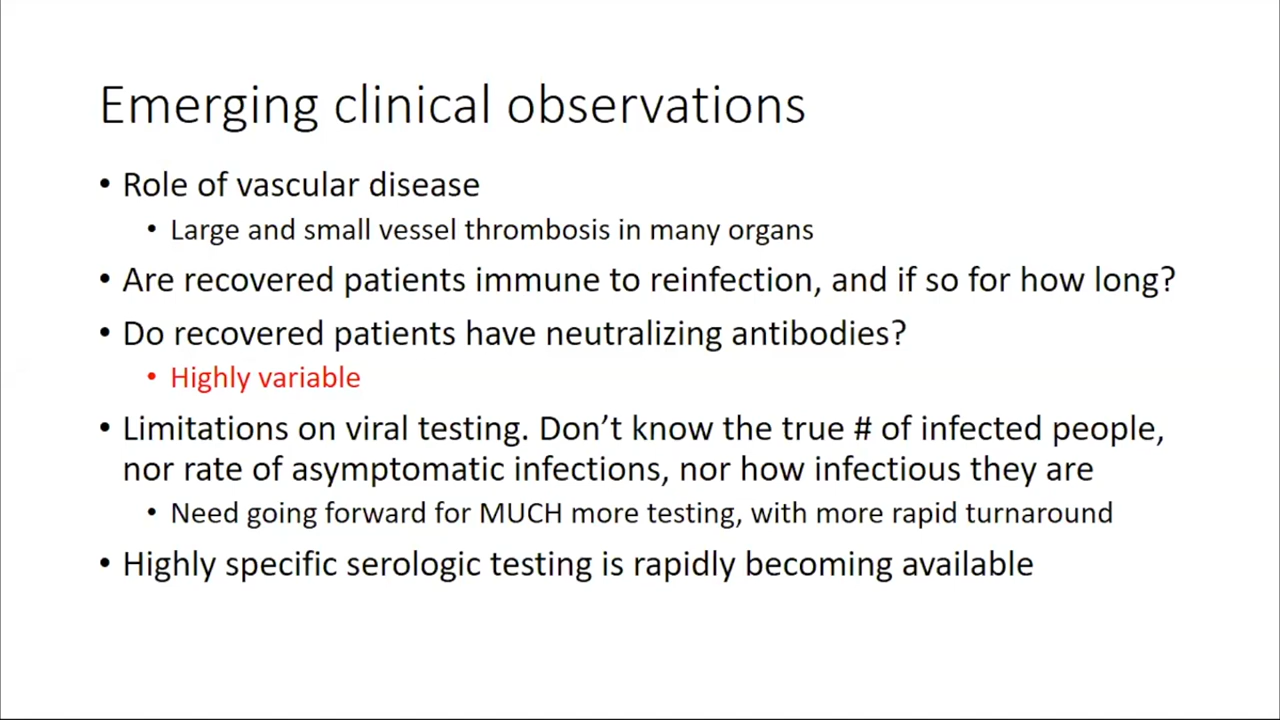 Emerging clinical observations
• Role of vascular disease
• Large and small vessel thrombosis in many organs
• Are recovered patients immune to reinfection, and if so for how long?
• Do recovered patients have neutralizing antibodies?
• Highly variable
• Limitations on viral testing. Don’t know the true # of infected people,
nor rate of asymptomatic infections, nor how infectious they are
• Need going forward for MUCH more testing, with more rapid turnaround
• Highly specific serologic testing is rapidly becoming available